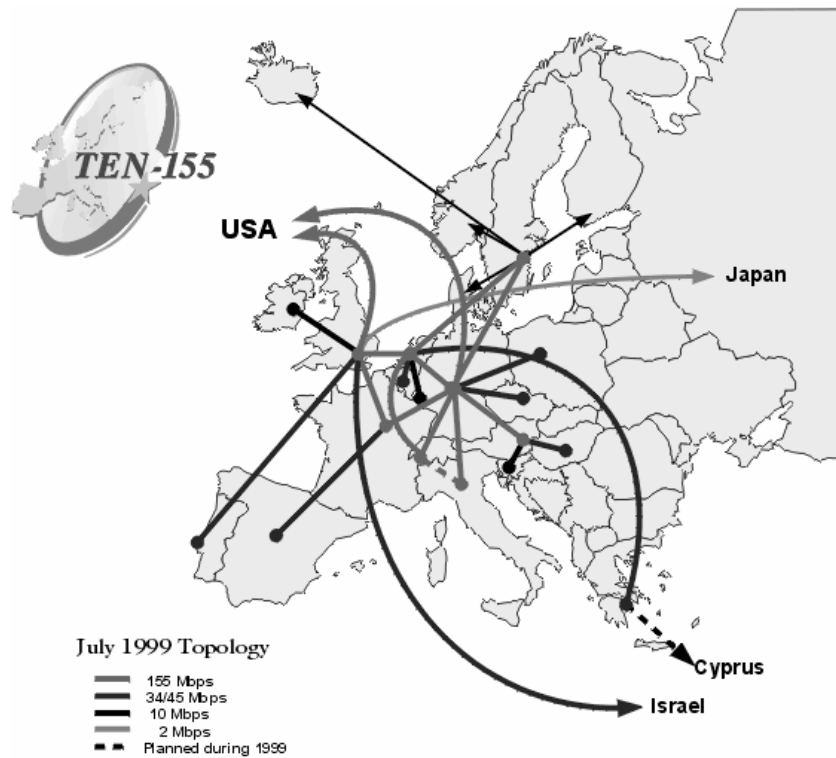 TEN-155
USA
Japan
Cyprus
Israel
July 1999 Topology
155 Mbps
34/45 Mbps
10 Mbps
2 Mbps
Planned during 1999